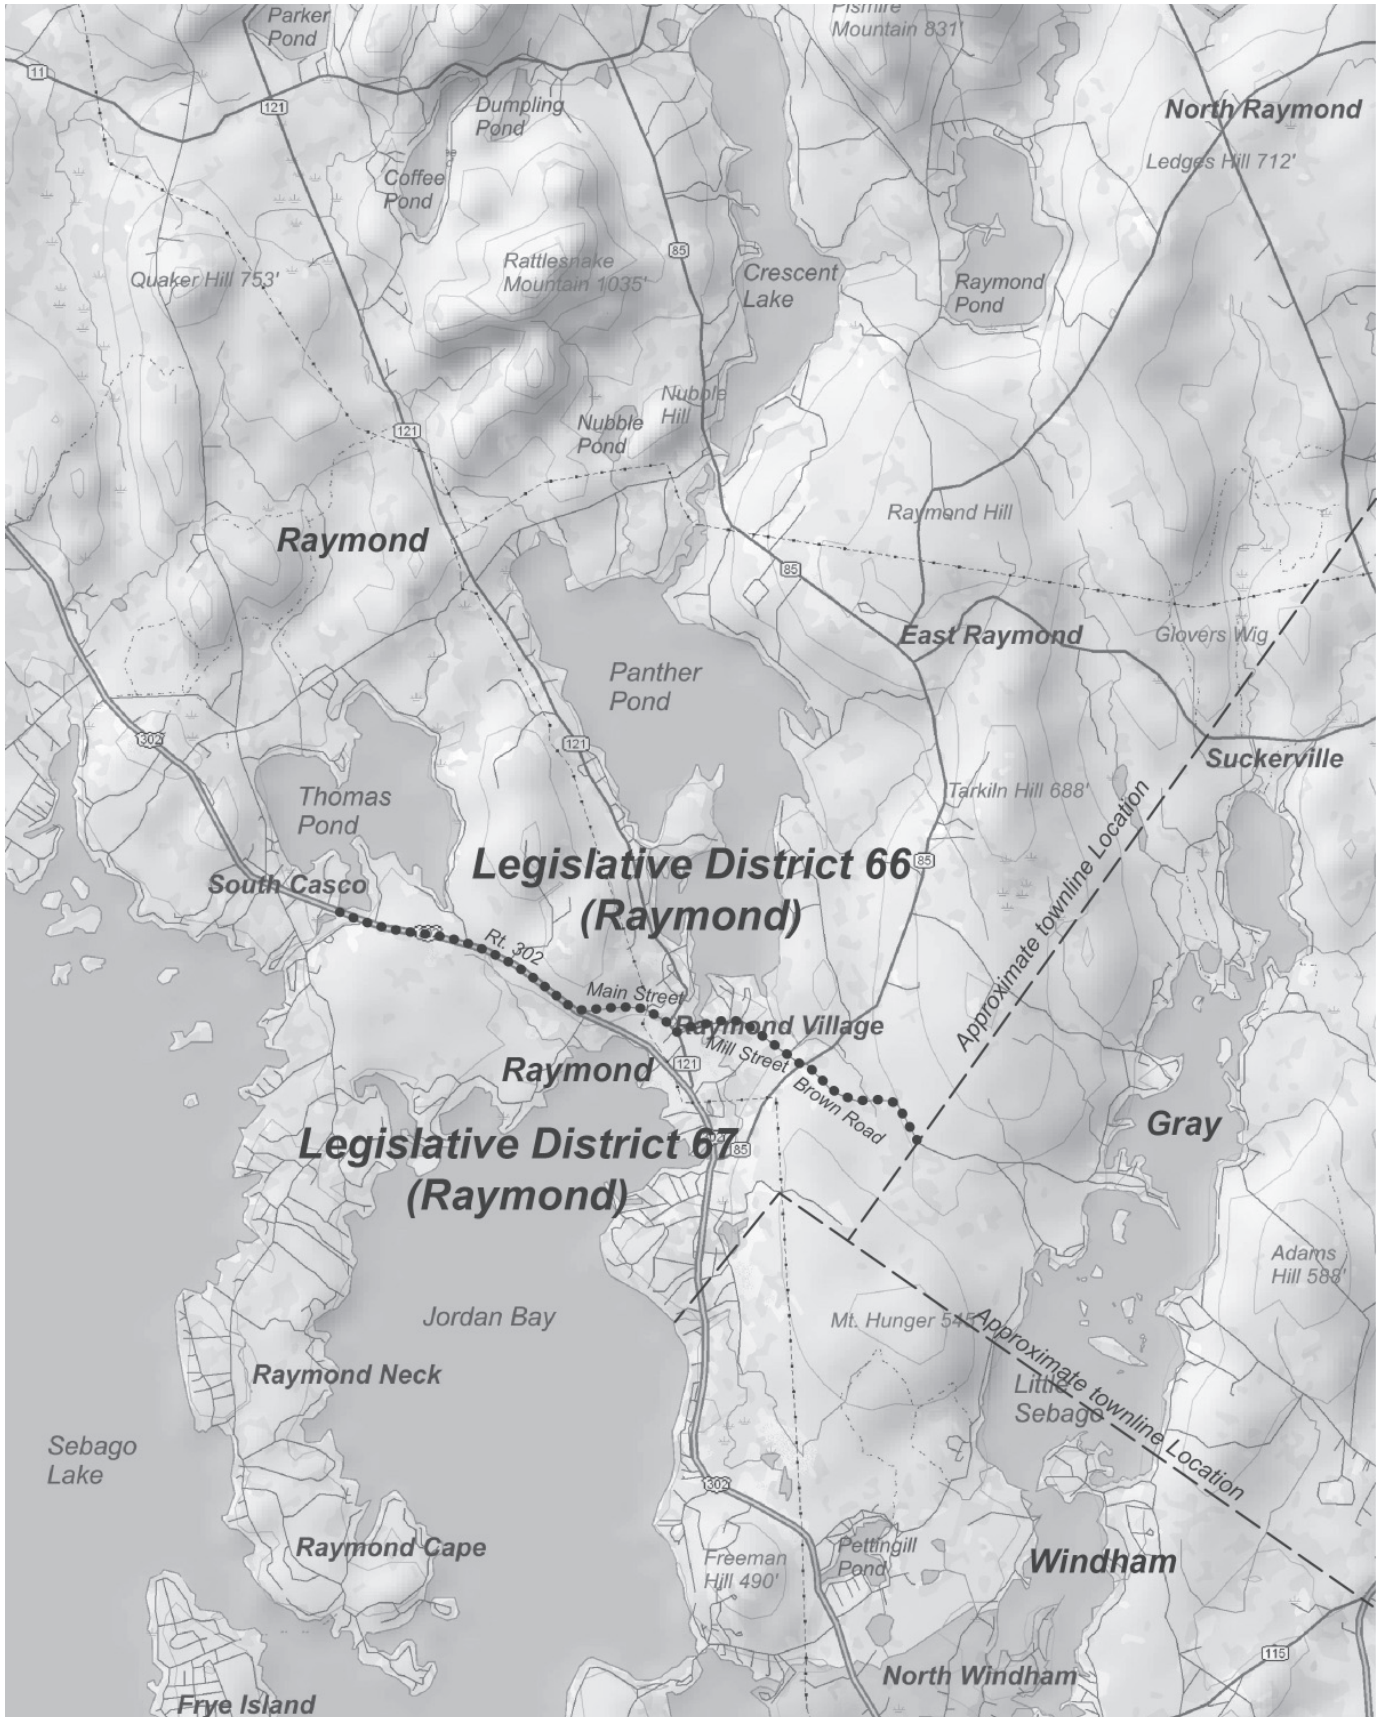 Parker
Pond
Pismire
Mountain 831'
11
121
Dumpling
Pond
North Raymond
Ledges Hill 712'
Coffee
Pond
85
Rattlesnake
Mountain 1035'
Quaker Hill 753'
Crescent
Lake
Raymond
Pond
Nubble
Hill
Nubble
Pond
121
Raymond
Raymond Hill
85
East Raymond
Glovers Wig
Panther
Pond
302
121
Suckerville
Thomas
Pond
Tarkiln Hill 688'
Legislative District 66
(Raymond)
85
South Casco
Rt. 302
Approximate townline Location
Main Street
Raymond Village
Mill Street
Raymond
121
Brown Road
Gray
Legislative District 67
(Raymond)
85
Adams
Hill 588'
Jordan Bay
Mt. Hunger 545'
Approximate townline Location
Raymond Neck
Little
Sebago
Sebago
Lake
302
Raymond Cape
Freeman
Hill 490'
Pettingill
Pond
Windham
115
North Windham
Frye Island